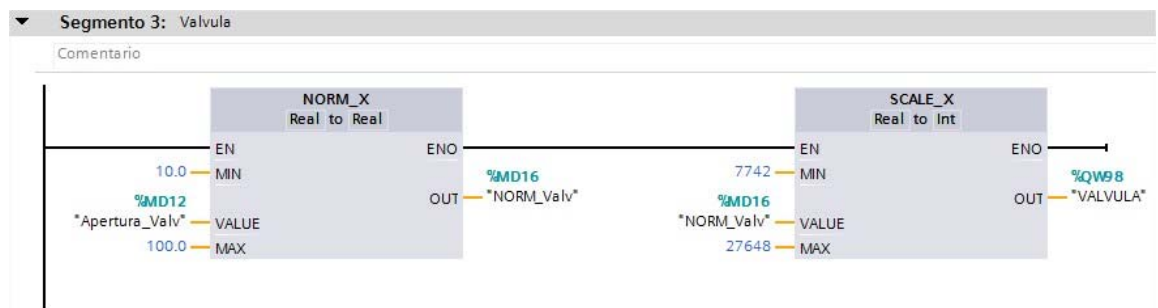 Segmento 3: Valvula
Comentario
NORM_X
Real to Real
EN
ENO
10.0
MIN
%MD16
"NORM_Valv"
OUT
%MD12
"Apertura_Valv"
VALUE
100.0
MAX
SCALE_X
Real to Int
EN
ENO
7742
MIN
%QW98
"VALVULA"
OUT
%MD16
"NORM_Valv"
VALUE
27648
MAX